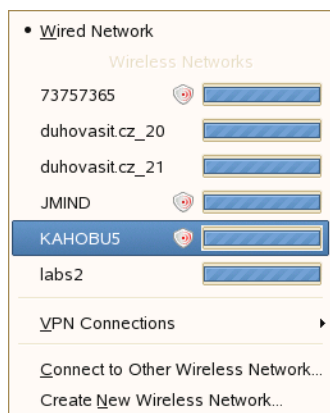 Wired Network
Wireless Networks
73757365
duhovasit.cz_20
duhovasit.cz_21
JMIND
KAHOBU5
labs2
VPN Connections
Connect to Other Wireless Network...
Create New Wireless Network...